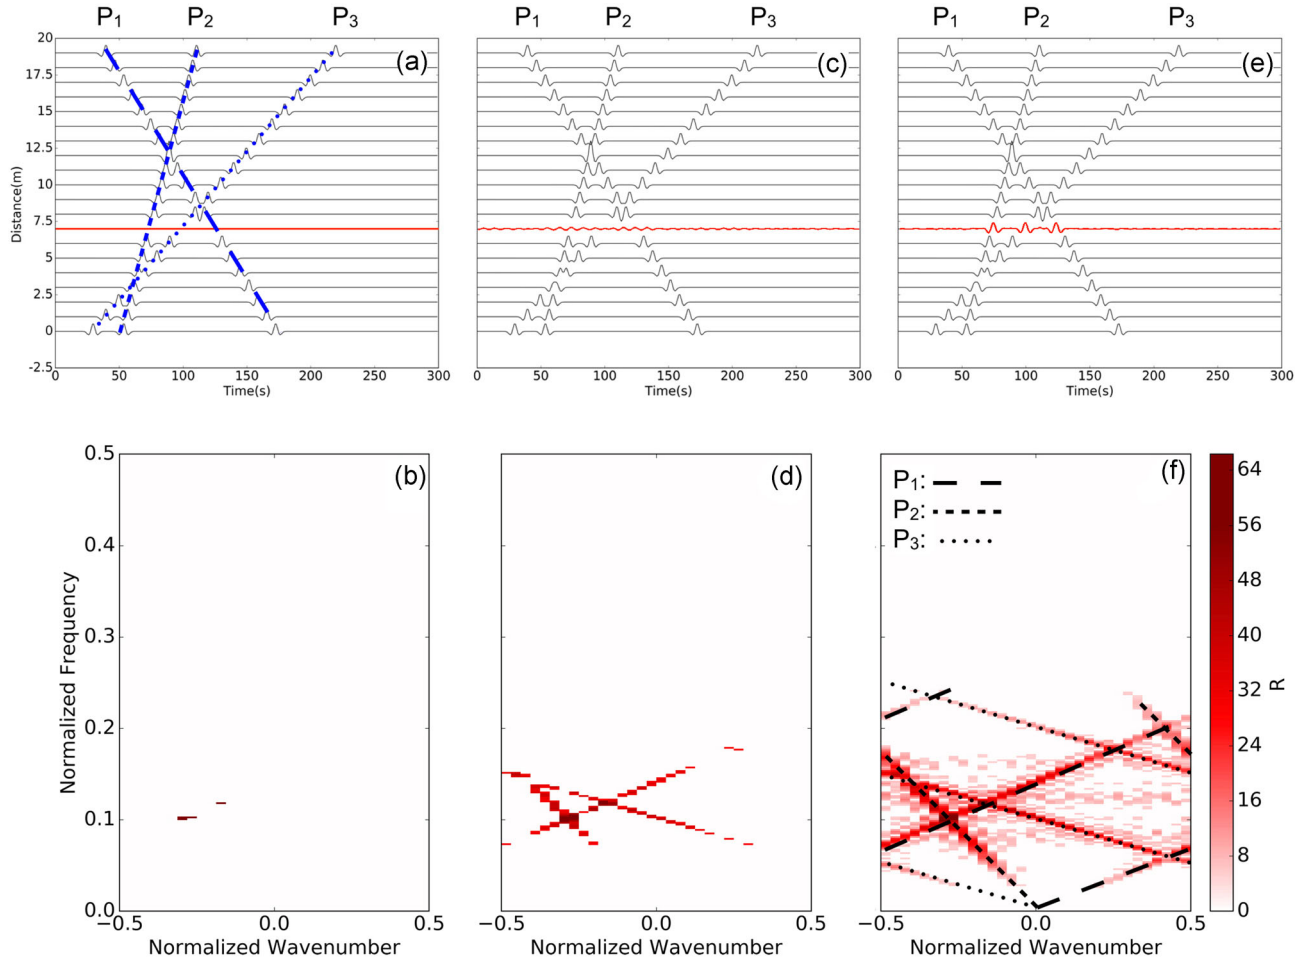 P1 P2 P3
P1 P2 P3
P1 P2 P3
20
17.5
15
12.5
10
7.5
5
2.5
0
-2.5
Distance(m)
(a)
(c)
(e)
0 50 100 150 200 250 300
Time(s)
0 50 100 150 200 250 300
Time(s)
0 50 100 150 200 250 300
Time(s)
0.5
0.4
0.3
0.2
0.1
0.0
Normalized Frequency
(b)
(d)
(f)
P1:
P2:
P3:
−0.5 0.0 0.5
Normalized Wavenumber
−0.5 0.0 0.5
Normalized Wavenumber
−0.5 0.0 0.5
Normalized Wavenumber
64
56
48
40
32
24
16
8
0
R